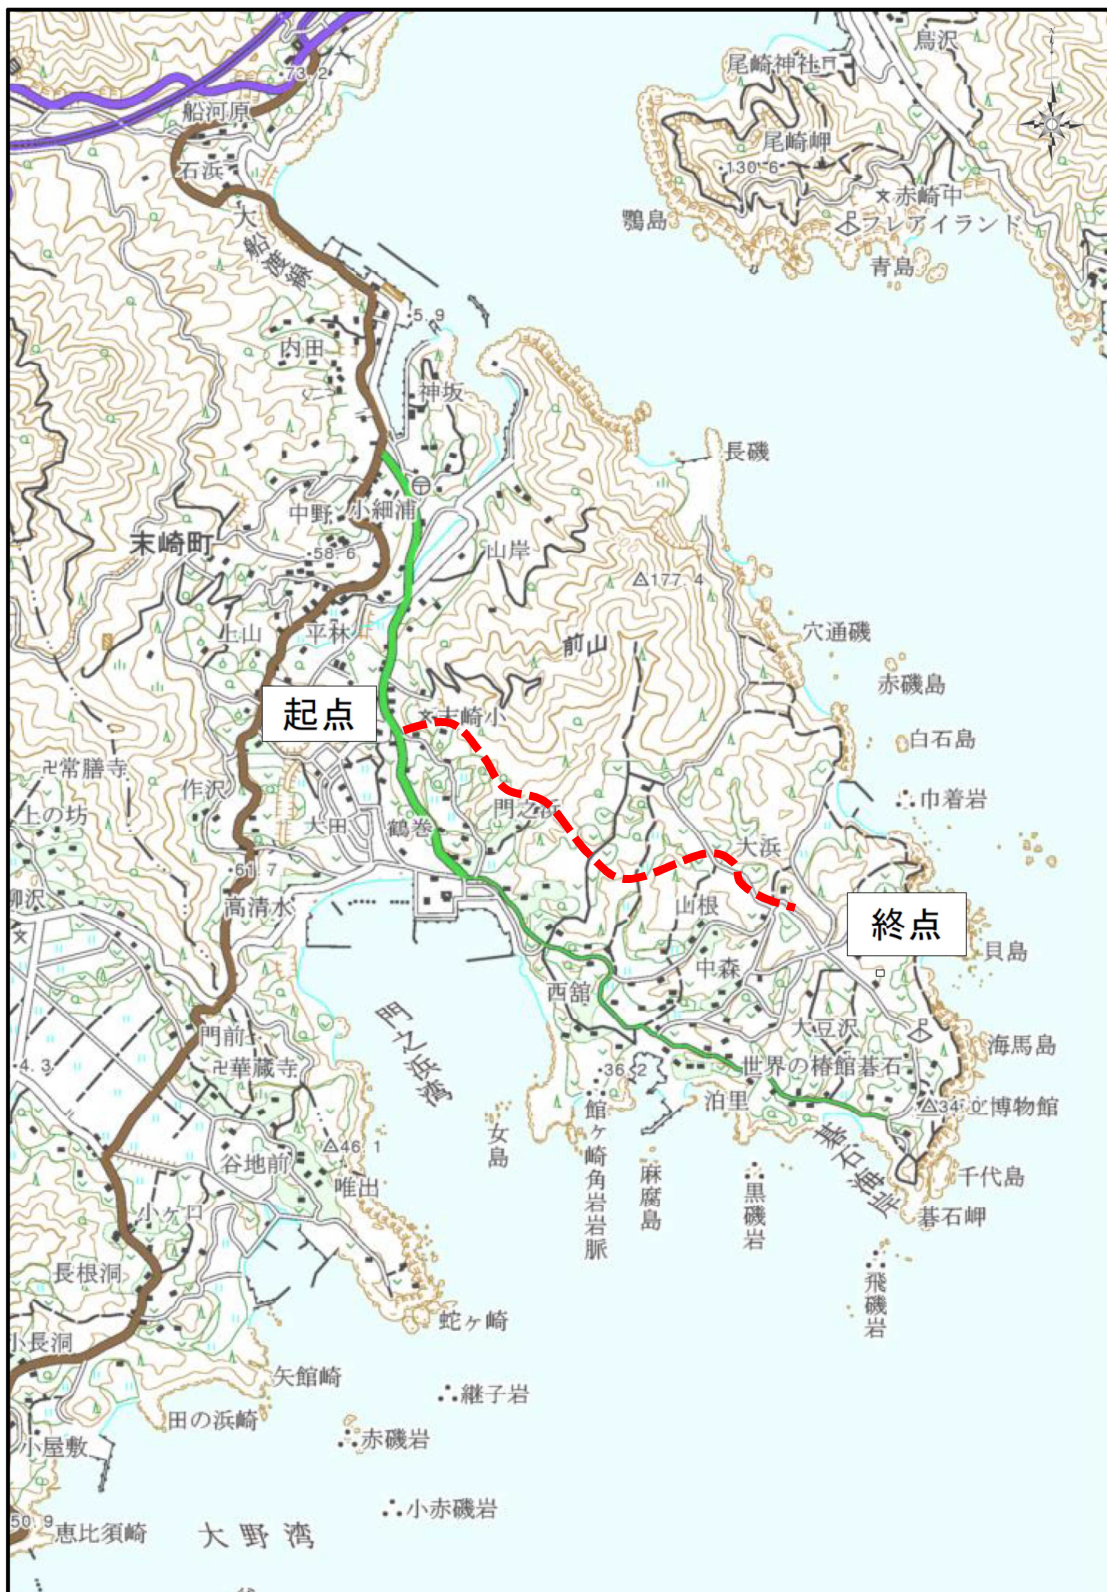 鳥沢
尾崎神社
・73.2
船河原
尾崎岬
・130.6
石浜
赤崎中
鶚島
フレアイランド
大船渡線
青島
・5.9
内田
神坂
長磯
中野
小細浦
末崎町
・58.6
山岸
△177.4
上山
平林
前山
穴通磯
赤磯島
起点
末崎小
白石島
卍常膳寺
作沢
巾着岩
上の坊
大田
鶴巻
大浜
・61.7
高清水
山根
終点
中森
貝島
西舘
門之浜湾
門前
大豆沢
海馬島
・4.3
卍華蔵寺
・36.2
世界の椿館碁石
泊里
△34.0
博物館
女島
館ヶ崎角岩岩脈
麻腐島
黒磯岩
碁石海岸
千代島
碁石岬
△46.1
谷地前
唯出
小ヶ口
飛磯岩
長根洞
蛇ヶ崎
小長洞
矢館崎
継子岩
田の浜崎
赤磯岩
小屋敷
小赤磯岩
50.9
恵比須崎
大野湾